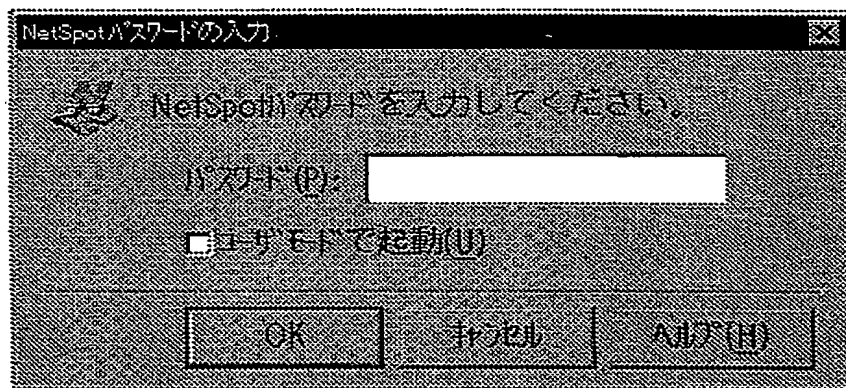 NetSpotパスワードの入力
NetSpotパスワードを入力してください。
パスワード(P):
ユーザモードで起動(U)
OK キャンセル ヘルプ(H)